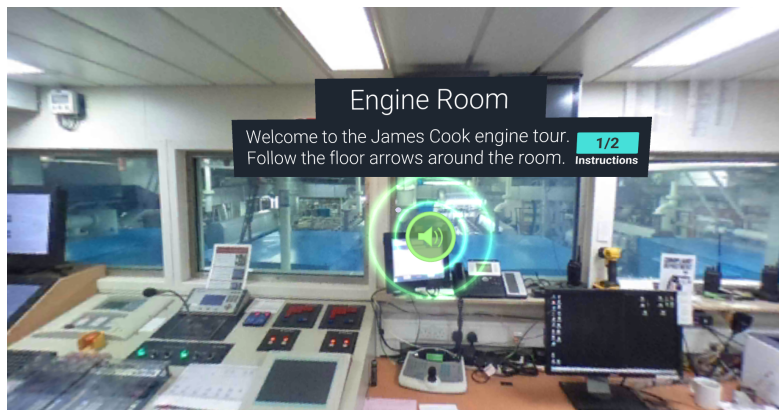 Engine Room
Welcome to the James Cook engine tour.
Follow the floor arrows around the room.
1/2
Instructions